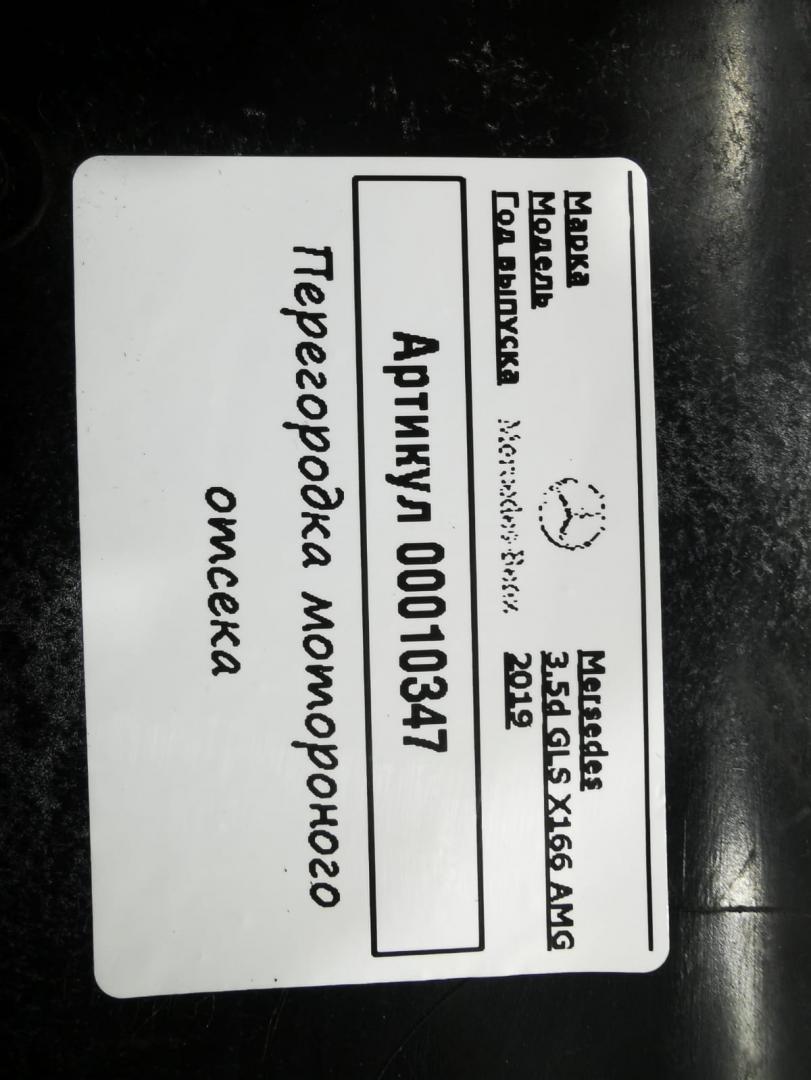 Марка Mersedes
Модель 3.5d GLS X166 AMG
Год выпуска Mercedes-Benz 2019
Артикул 00010347
Перегородка мотороного
отсека